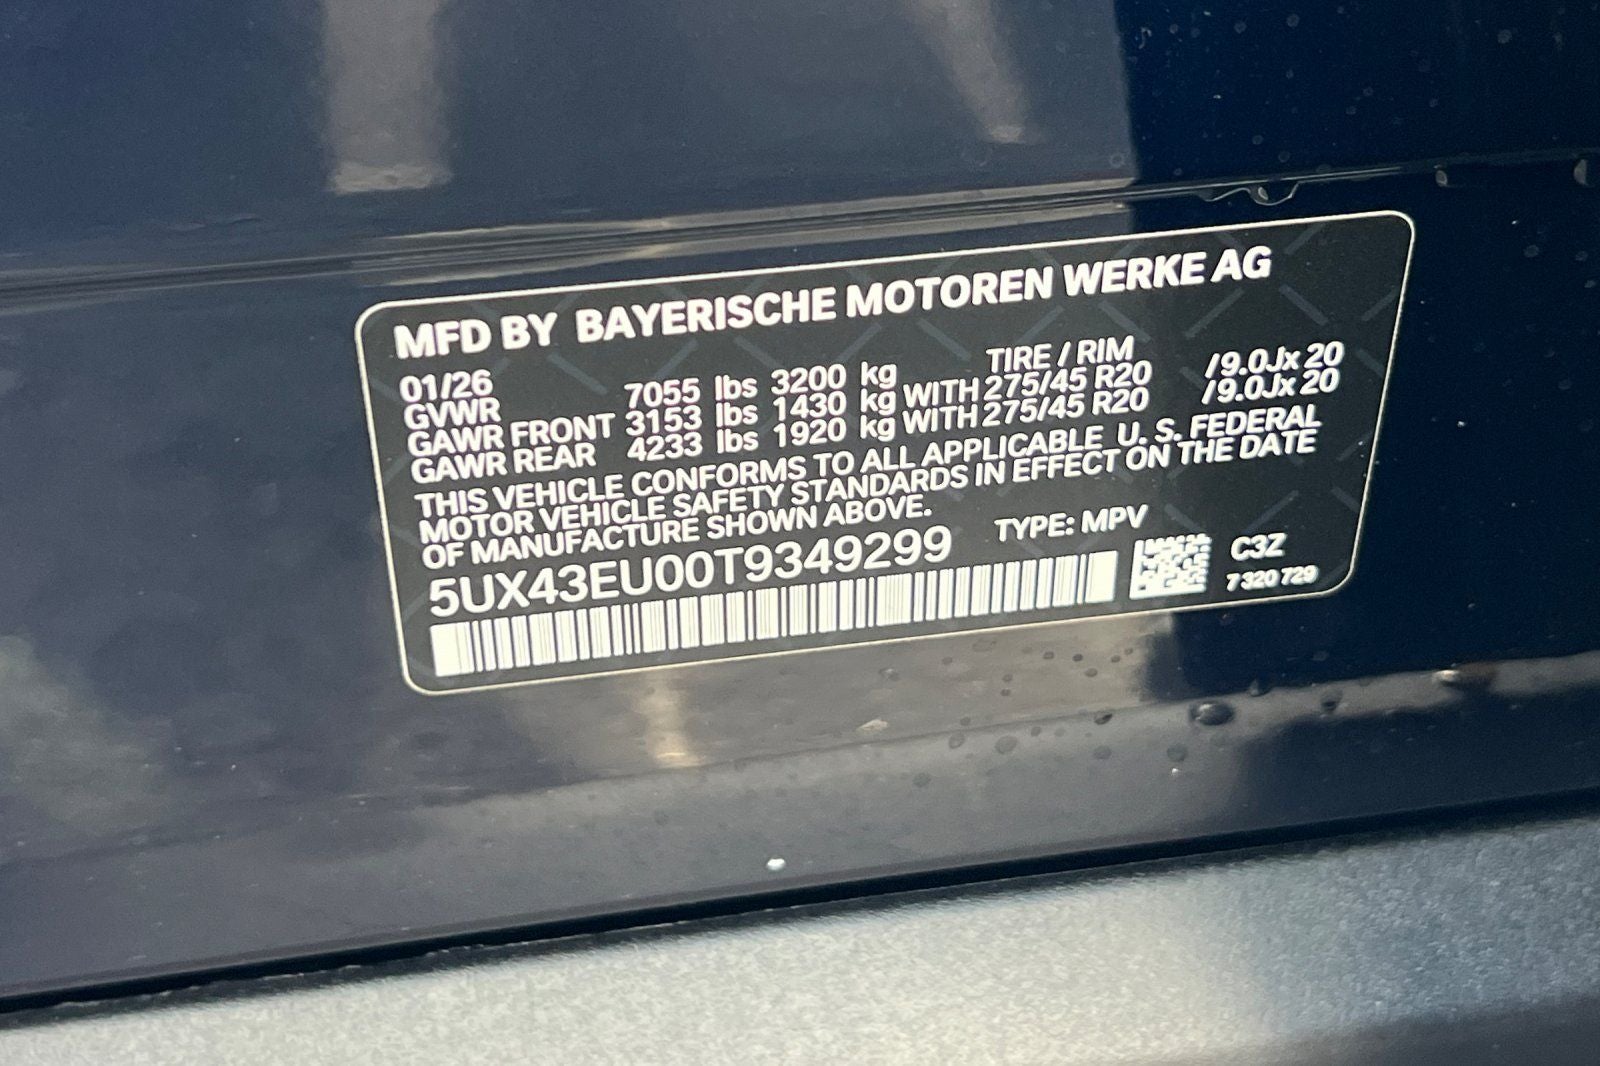 MFD BY BAYERISCHE MOTOREN WERKE AG
01/26 TIRE / RIM
GVWR 7055 lbs 3200 kg
GAWR FRONT 3153 lbs 1430 kg WITH 275/45 R20 /9.0Jx 20
GAWR REAR 4233 lbs 1920 kg WITH 275/45 R20 /9.0Jx 20
THIS VEHICLE CONFORMS TO ALL APPLICABLE U. S. FEDERAL
MOTOR VEHICLE SAFETY STANDARDS IN EFFECT ON THE DATE
OF MANUFACTURE SHOWN ABOVE.
5UX43EU00T9349299 TYPE: MPV
C3Z
7 320 729